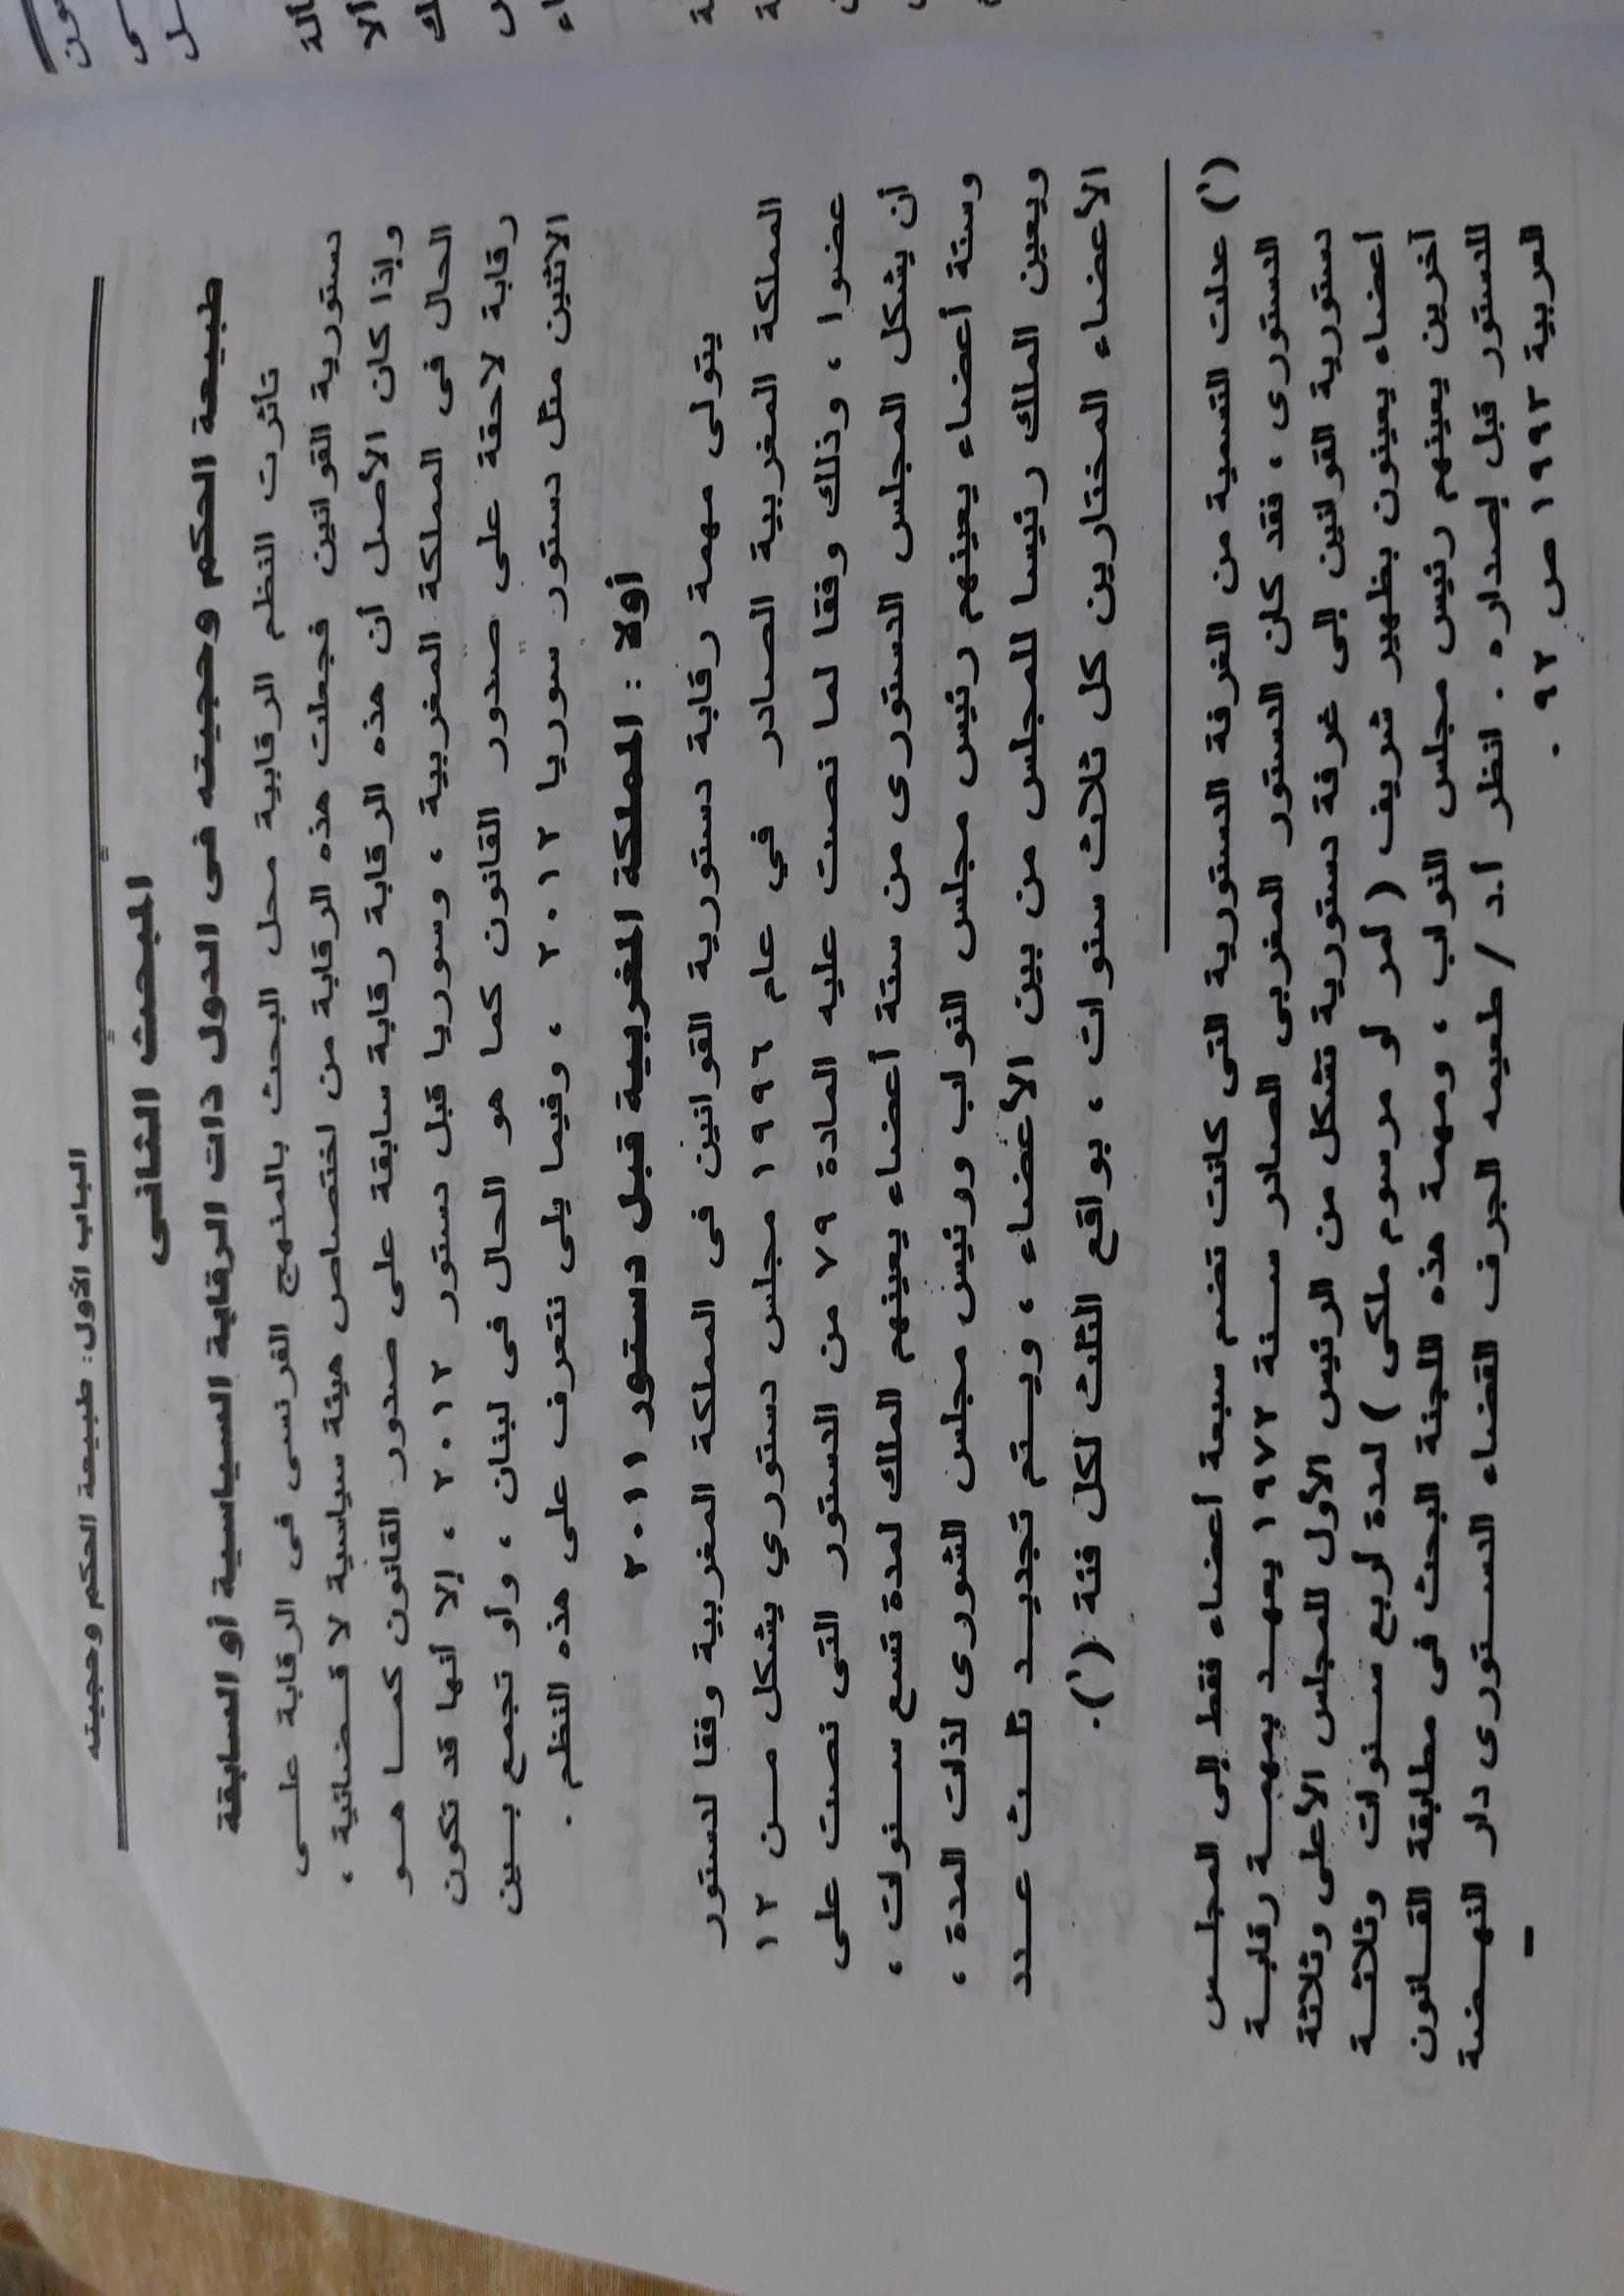 الباب الأول: طبيعة الحكم وحجيته
المبحث الثانى
طبيعة الحكم وحجيته فى الدول ذات الرقابة السياسية أو السابقة
تأثرت النظم الرقابية محل البحث بالمنهج الفرنسى فى الرقابة على
دستورية القوانين فجعلت هذه الرقابة من اختصاص هيئة سياسية لا قضائية ،
وإذا كان الأصل أن هذه الرقابة رقابة سابقة على صدور القانون كما هو
الحال فى المملكة المغربية ، وسوريا قبل دستور ٢٠١٢ ، إلا أنها قد تكون
رقابة لاحقة على صدور القانون كما هو الحال فى لبنان ، وأو تجمع بين
الاثنين مثل دستور سوريا ٢٠١٢ ، وفيما يلى نتعرف على هذه النظم .
أولا : المملكة المغربية قبل دستور ٢٠١١
يتولى مهمة رقابة دستورية القوانين فى المملكة المغربية وفقا لدستور
المملكة المغربية الصادر في عام ١٩٩٦ مجلس دستوري يشكل من ١٢
عضوا ، وذلك وفقا لما نصت عليه المادة ٧٩ من الدستور التى نصت على
أن يشكل المجلس الدستورى من ستة أعضاء يعينهم الملك لمدة تسع سنوات ،
وستة أعضاء يعينهم رئيس مجلس النواب ورئيس مجلس الشورى لذات المدة ،
ويعين الملك رئيسا للمجلس من بين الأعضاء ، ويتم تجديد ثلث عدد
الأعضاء المختارين كل ثلاث سنوات ، بواقع الثلث لكل فئة (١).
(١) عدلت التسمية من الغرفة الدستورية التى كانت تضم سبعة أعضاء فقط إلى المجلس
الدستورى ، فقد كان الدستور المغربى الصادر سنة ١٩٧٢ يعهد بمهمة رقابة
دستورية القوانين إلى غرفة دستورية تشكل من الرئيس الأول للمجلس الأعلى وثلاثة
أعضاء يعينون بظهير شريف ( أمر أو مرسوم ملكى ) لمدة أربع سنوات وثلاثة
آخرين يعينهم رئيس مجلس النواب ، ومهمة هذه اللجنة البحث فى مطابقة القانون
للدستور قبل إصداره . انظر أ.د / طعيمه الجرف القضاء الدستورى دار النهضة
العربية ١٩٩٣ ص ٩٢ .